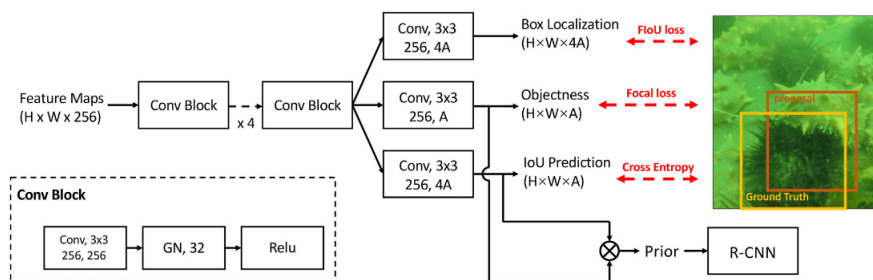 Feature Maps
(H x W x 256)
Conv Block
x 4
Conv Block
Conv, 3x3
256, 4A
Box Localization
(H×W×4A)
FIoU loss
Conv, 3x3
256, A
Objectness
(H×W×A)
Focal loss
Conv, 3x3
256, 4A
IoU Prediction
(H×W×A)
Cross Entropy
proposal
Ground Truth
Conv Block
Conv, 3x3
256, 256
GN, 32
Relu
Prior
R-CNN